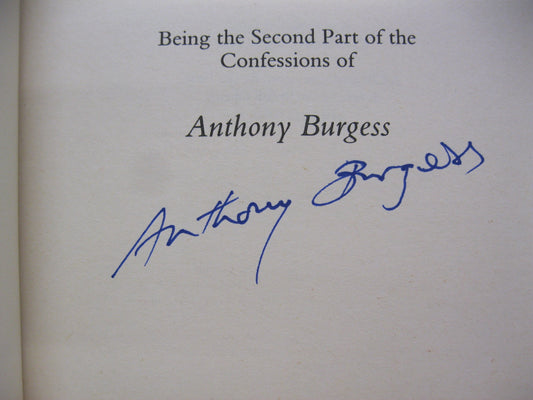 Being the Second Part of the
Confessions of
Anthony Burgess
Anthony Burgess